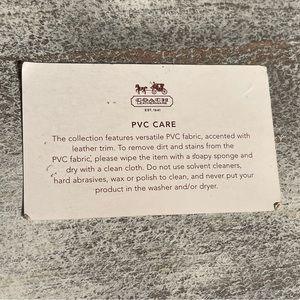 COACH
EST. 1941
PVC CARE
The collection features versatile PVC fabric, accented with
leather trim. To remove dirt and stains from the
PVC fabric, please wipe the item with a soapy sponge and
dry with a clean cloth. Do not use solvent cleaners,
hard abrasives, wax or polish to clean, and never put your
product in the washer and/or dryer.